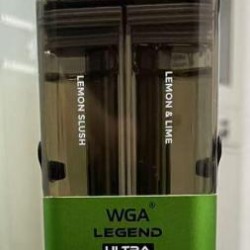 LEMON SLUSH
LEMON & LIME
WGA®
LEGEND
ULTRA